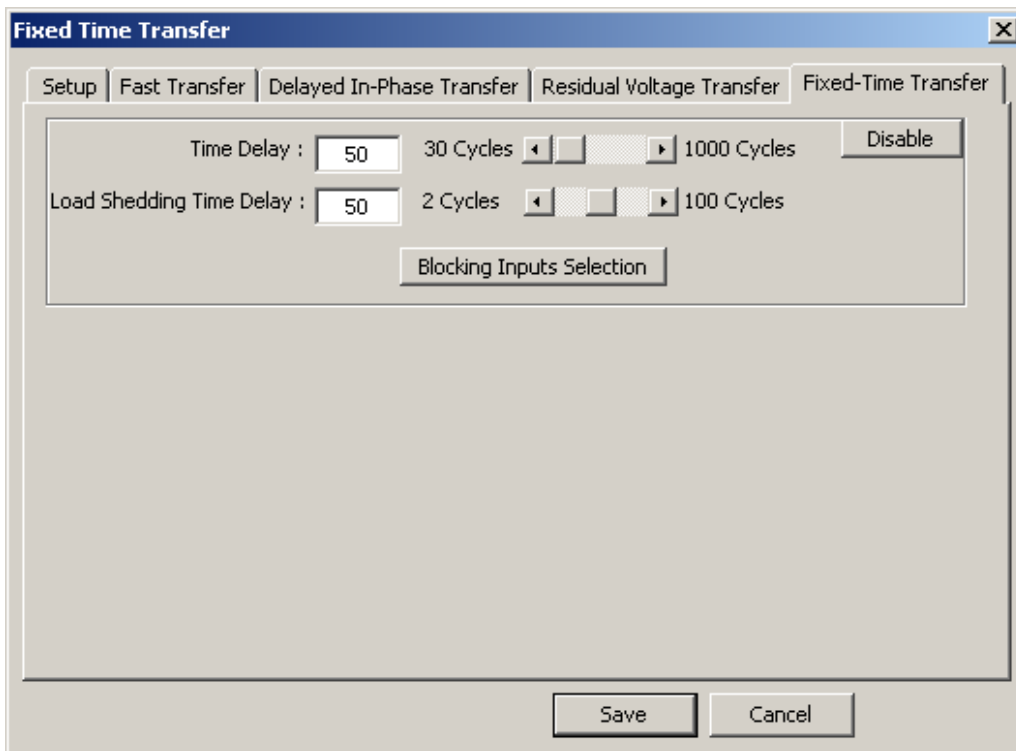 Fixed Time Transfer
Setup Fast Transfer Delayed In-Phase Transfer Residual Voltage Transfer Fixed-Time Transfer
Disable
Time Delay : 50 30 Cycles 1000 Cycles
Load Shedding Time Delay : 50 2 Cycles 100 Cycles
Blocking Inputs Selection
Save Cancel